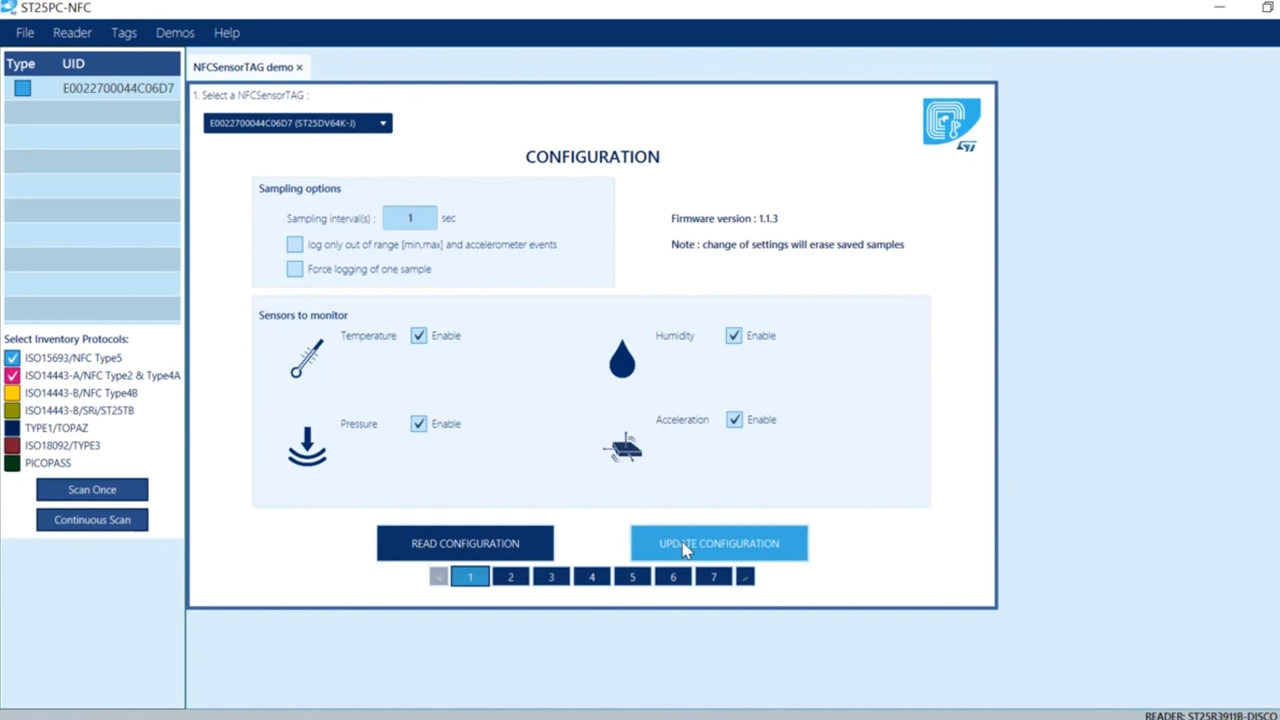 ST25PC-NFC
File Reader Tags Demos Help
Type UID
E0022700044C06D7
Select Inventory Protocols:
ISO15693/NFC Type5
ISO14443-A/NFC Type2 & Type4A
ISO14443-B/NFC Type4B
ISO14443-B/SRi/ST25TB
TYPE1/TOPAZ
ISO18092/TYPE3
PICOPASS
Scan Once
Continuous Scan
NFCSensorTAG demo ×
1. Select a NFCSensorTAG :
E0022700044C06D7 (ST25DV64K-J)
ST
CONFIGURATION
Sampling options
Sampling interval(s) : 1 sec
log only out of range [min,max] and accelerometer events
Force logging of one sample
Firmware version : 1.1.3
Note : change of settings will erase saved samples
Sensors to monitor
Temperature Enable
Humidity Enable
Pressure Enable
Acceleration Enable
READ CONFIGURATION
UPDATE CONFIGURATION
< 1 2 3 4 5 6 7 >
READER: ST25R3911B-DISCO